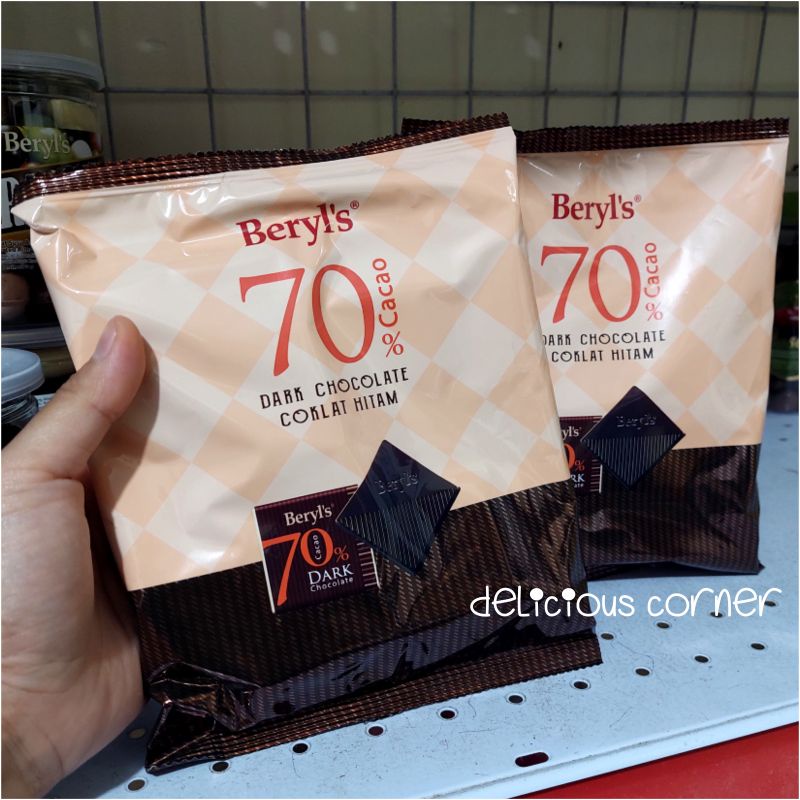 Beryl's
Beryl's®
70% Cacao
DARK CHOCOLATE
COKLAT HITAM
Beryl's
70% Cacao
DARK
Chocolate
Beryl's
Beryl's®
70% Cacao
DARK CHOCOLATE
COKLAT HITAM
Beryl's
delicious corner